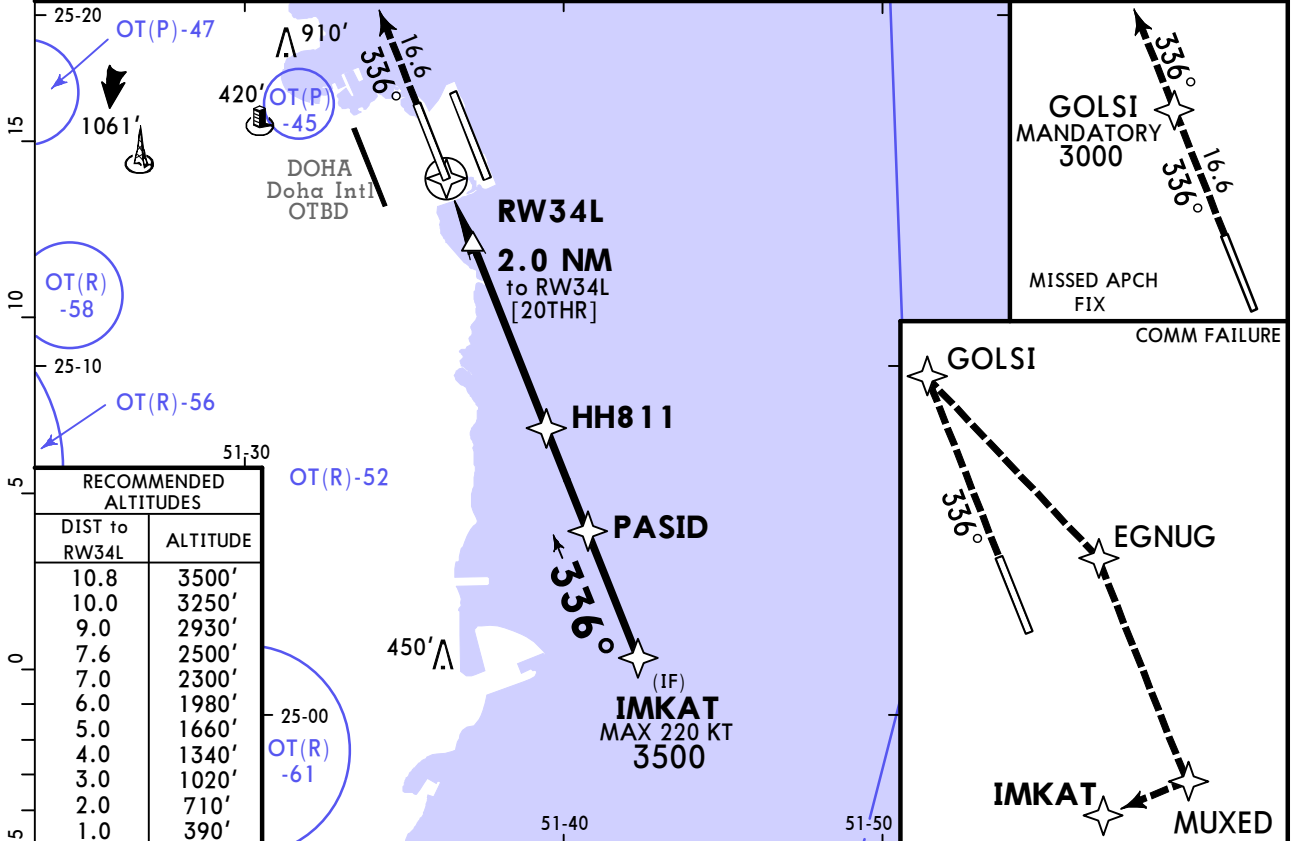 25-20
OT(P)-47
910'
16.6
336°
420'
OT(P)
-45
1061'
15
DOHA
Doha Intl
OTBD
RW34L
2.0 NM
to RW34L
[20THR]
OT(R)
-58
10
25-10
HH811
OT(R)-56
51-30
OT(R)-52
5
PASID
336°
450'
0
(IF)
IMKAT
MAX 220 KT
3500
25-00
OT(R)
-61
51-40
51-50
5
RECOMMENDED
ALTITUDES
DIST to
RW34L
ALTITUDE
10.8 3500'
10.0 3250'
9.0 2930'
7.6 2500'
7.0 2300'
6.0 1980'
5.0 1660'
4.0 1340'
3.0 1020'
2.0 710'
1.0 390'
336°
GOLSI
MANDATORY
3000
16.6
336°
MISSED APCH
FIX
COMM FAILURE
GOLSI
336°
EGNUG
IMKAT
MUXED